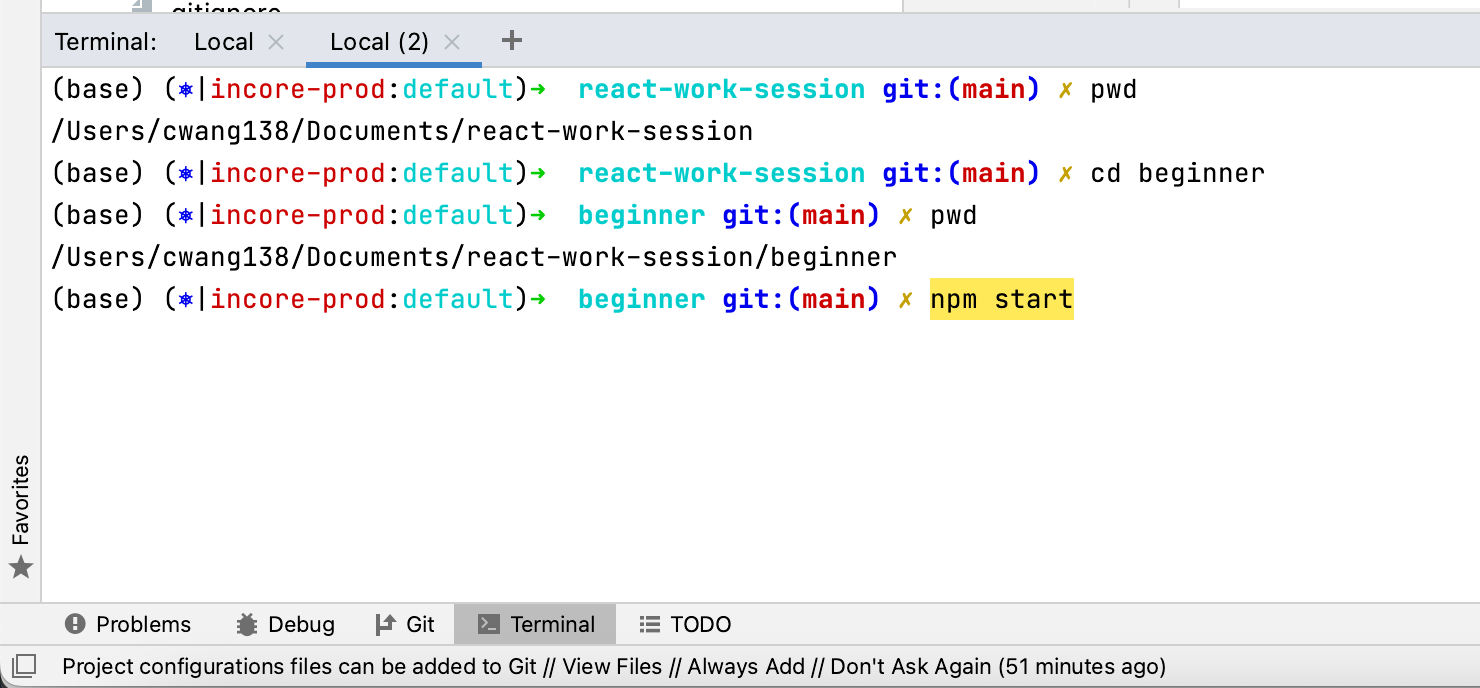 .gitignore
Terminal: Local × Local (2) × +
(base) (⎈|incore-prod:default)➜ react-work-session git:(main) ✗ pwd
/Users/cwang138/Documents/react-work-session
(base) (⎈|incore-prod:default)➜ react-work-session git:(main) ✗ cd beginner
(base) (⎈|incore-prod:default)➜ beginner git:(main) ✗ pwd
/Users/cwang138/Documents/react-work-session/beginner
(base) (⎈|incore-prod:default)➜ beginner git:(main) ✗ npm start
Favorites
Problems Debug Git Terminal TODO
Project configurations files can be added to Git // View Files // Always Add // Don't Ask Again (51 minutes ago)